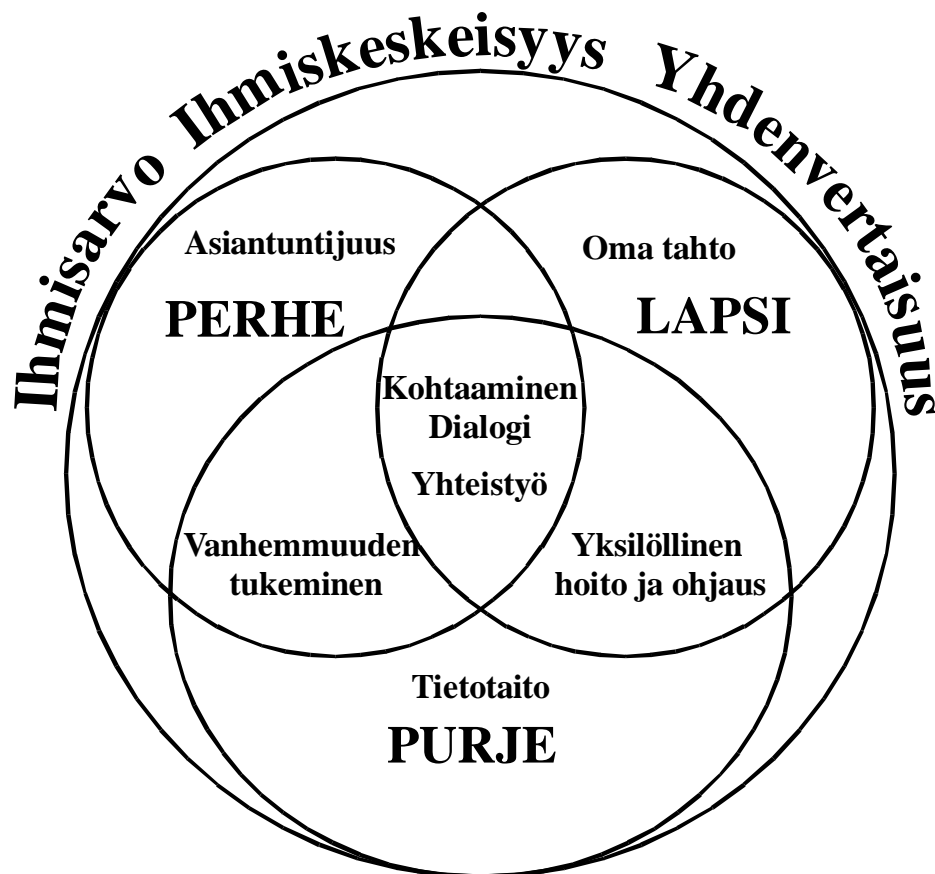 Ihmisarvo Ihmiskeskeisyys Yhdenvertaisuus
Asiantuntijuus
PERHE
Oma tahto
LAPSI
Kohtaaminen
Dialogi
Yhteistyö
Vanhemmuuden
tukeminen
Yksilöllinen
hoito ja ohjaus
Tietotaito
PURJE